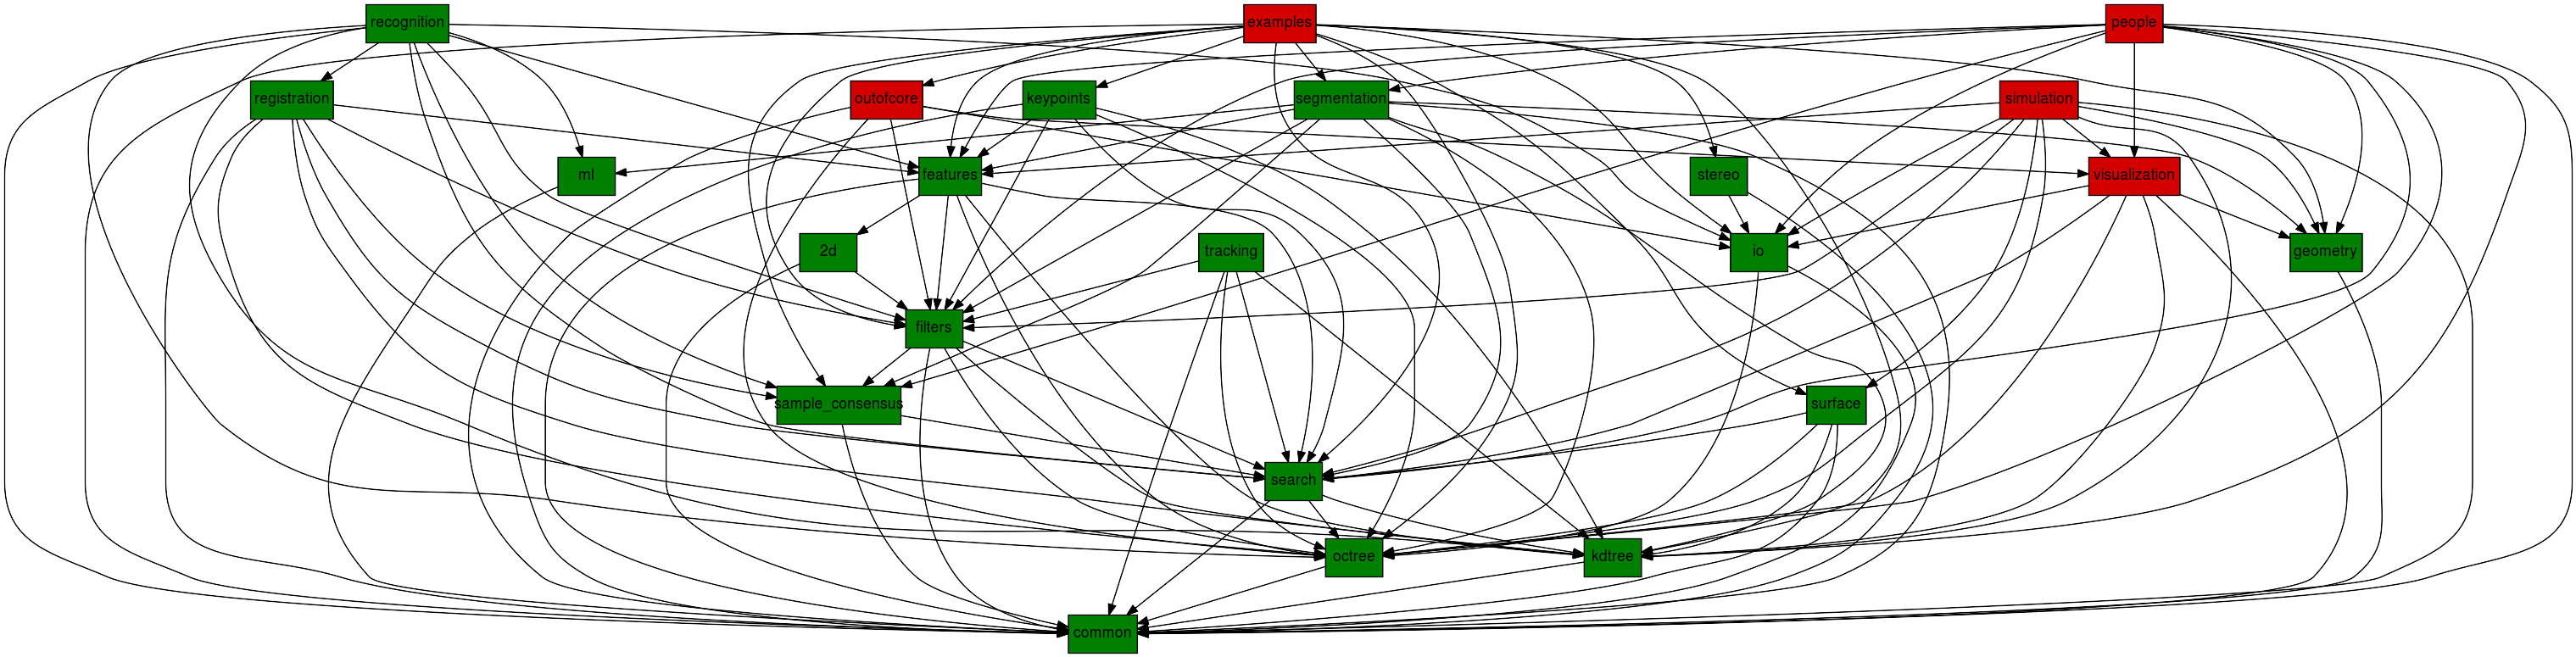 recognition
examples
people
registration
outofcore
keypoints
segmentation
simulation
ml
features
stereo
visualization
2d
tracking
io
geometry
filters
sample_consensus
surface
search
octree
kdtree
common